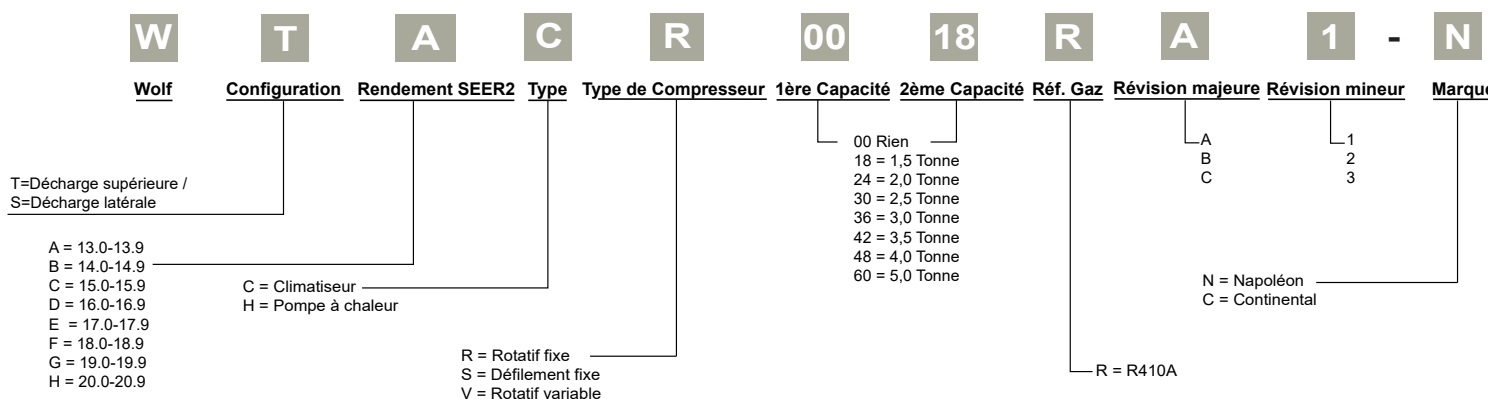 W T A C R 00 18 R A 1 - N
Wolf Configuration Rendement SEER2 Type Type de Compresseur 1ère Capacité 2ème Capacité Réf. Gaz Révision majeure Révision mineur Marque
00 Rien
18 = 1,5 Tonne
24 = 2,0 Tonne
30 = 2,5 Tonne
36 = 3,0 Tonne
42 = 3,5 Tonne
48 = 4,0 Tonne
60 = 5,0 Tonne
A
B
C
1
2
3
T=Décharge supérieure /
S=Décharge latérale
A = 13.0-13.9
B = 14.0-14.9
C = 15.0-15.9
D = 16.0-16.9
E = 17.0-17.9
F = 18.0-18.9
G = 19.0-19.9
H = 20.0-20.9
C = Climatiseur
H = Pompe à chaleur
N = Napoléon
C = Continental
R = Rotatif fixe
S = Défilement fixe
V = Rotatif variable
R = R410A